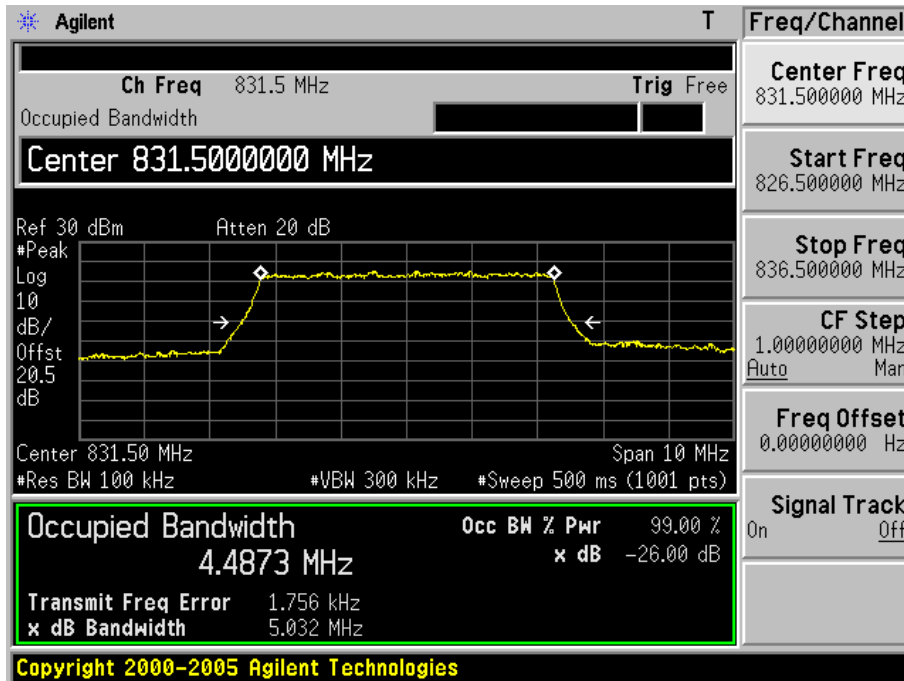 Agilent T
Ch Freq 831.5 MHz Trig Free
Occupied Bandwidth
Center 831.5000000 MHz
Ref 30 dBm Atten 20 dB
#Peak
Log
10
dB/
Offst
20.5
dB
Center 831.50 MHz Span 10 MHz
#Res BW 100 kHz #VBW 300 kHz #Sweep 500 ms (1001 pts)
Occupied Bandwidth Occ BW % Pwr 99.00 %
4.4873 MHz x dB -26.00 dB
Transmit Freq Error 1.756 kHz
x dB Bandwidth 5.032 MHz
Copyright 2000-2005 Agilent Technologies
Freq/Channel
Center Freq
831.500000 MHz
Start Freq
826.500000 MHz
Stop Freq
836.500000 MHz
CF Step
1.00000000 MHz
Auto Man
Freq Offset
0.00000000 Hz
Signal Track
On Off